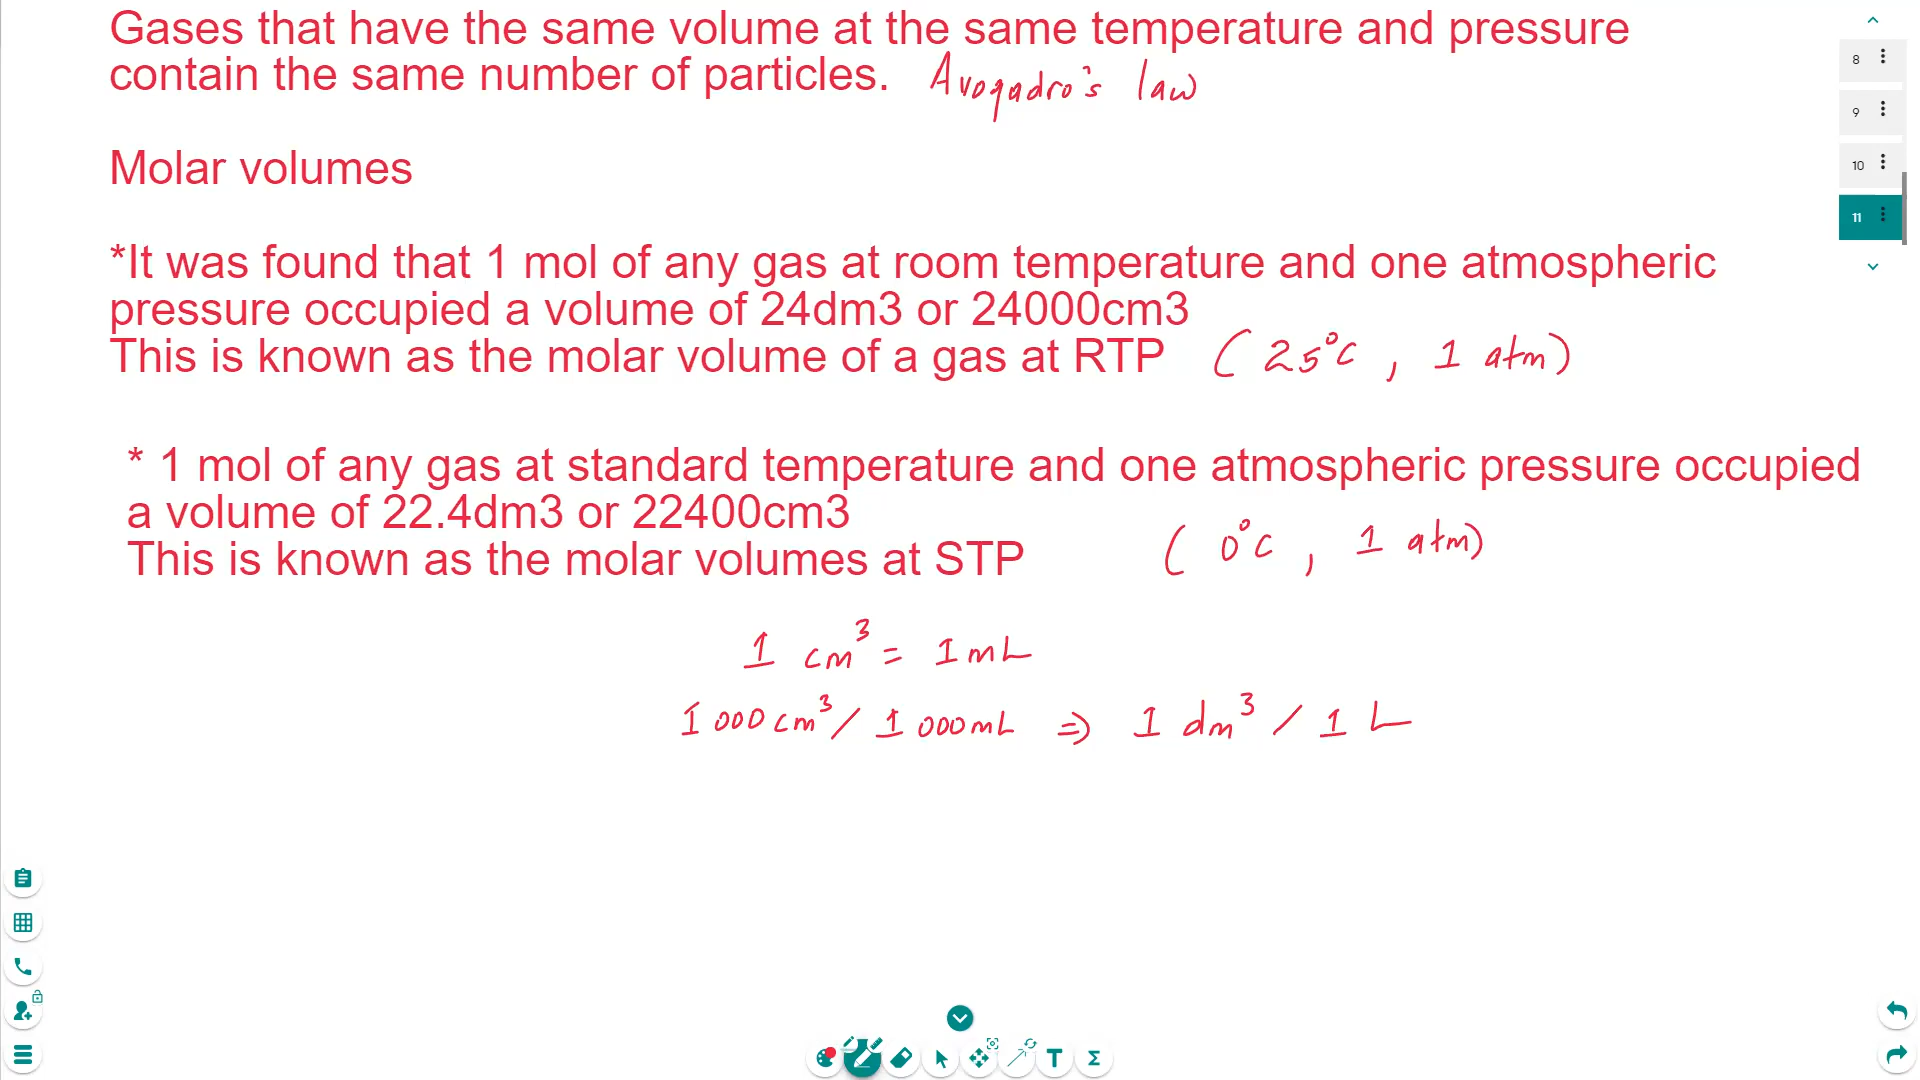 Gases that have the same volume at the same temperature and pressure
contain the same number of particles. Avogadro's law
Molar volumes
*It was found that 1 mol of any gas at room temperature and one atmospheric
pressure occupied a volume of 24dm3 or 24000cm3
This is known as the molar volume of a gas at RTP (25°C, 1 atm)
* 1 mol of any gas at standard temperature and one atmospheric pressure occupied
a volume of 22.4dm3 or 22400cm3
This is known as the molar volumes at STP (0°C, 1 atm)
1 cm³ = 1mL
1000cm³/1000mL ⇒ 1 dm³/1 L
8
9
10
11
T Σ